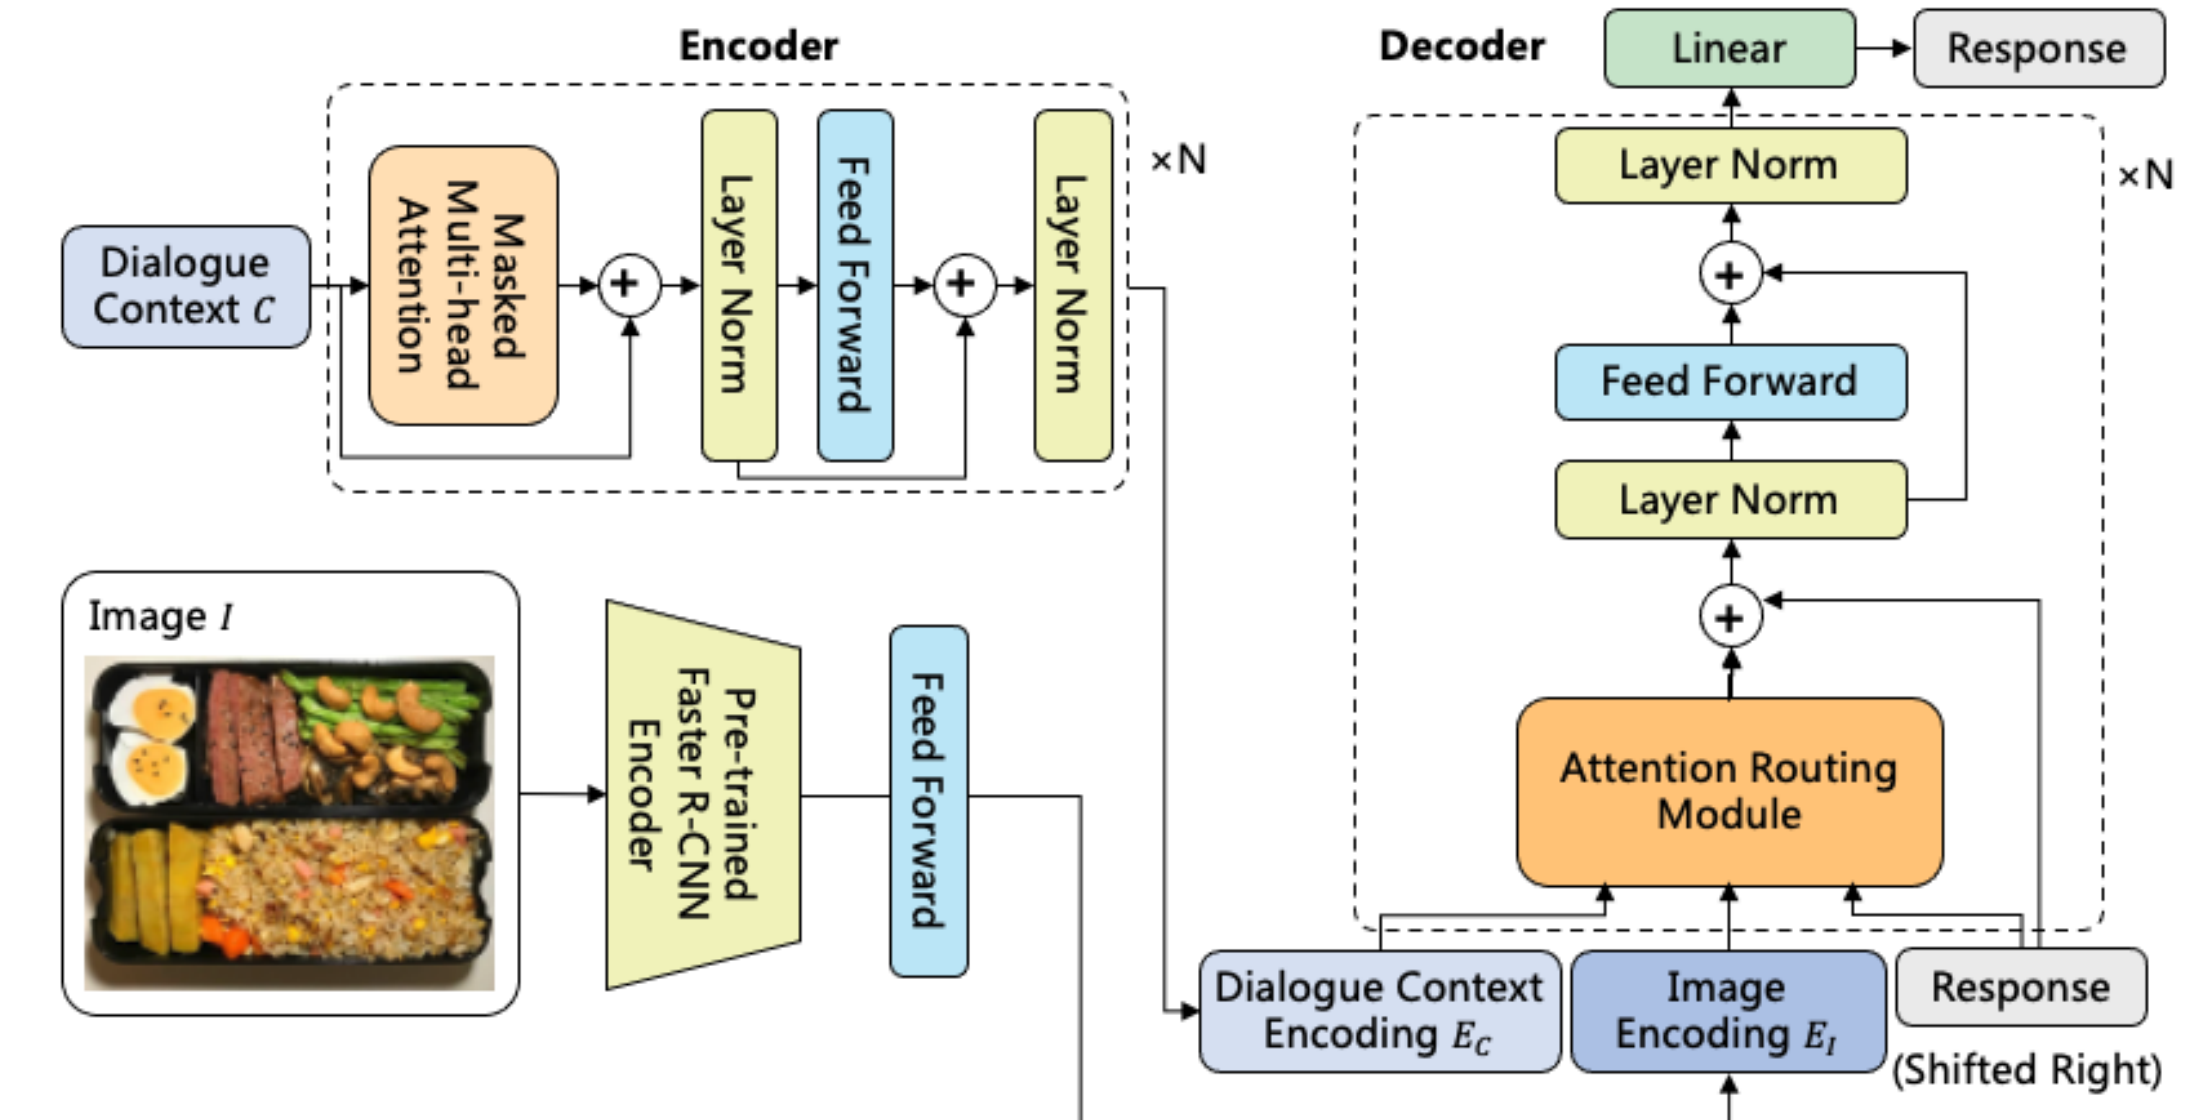 Encoder
Dialogue
Context C
Masked
Multi-head
Attention
Layer Norm
Feed Forward
Layer Norm
×N
Image I
Pre-trained
Faster R-CNN
Encoder
Feed Forward
Decoder
Linear
Response
×N
Layer Norm
+
Feed Forward
Layer Norm
+
Attention Routing
Module
Dialogue Context
Encoding E_C
Image
Encoding E_I
Response
(Shifted Right)